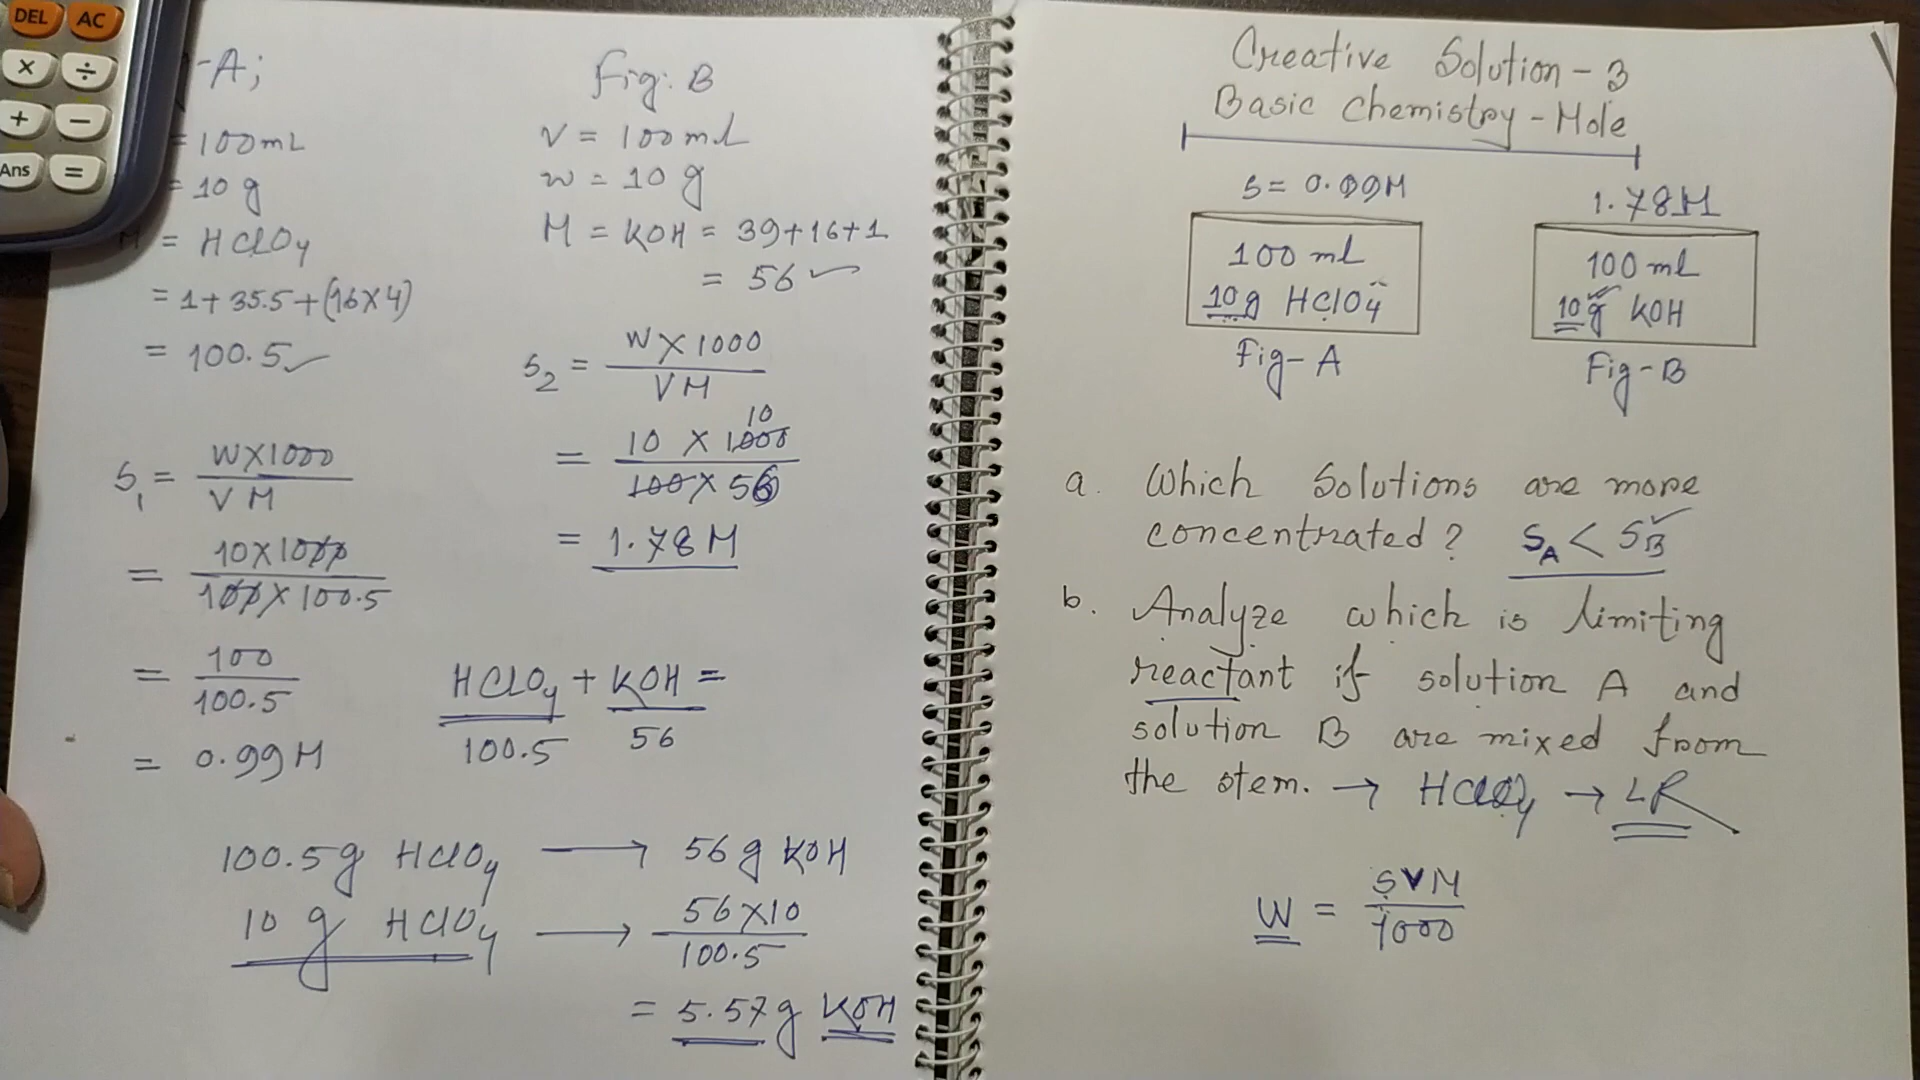 DEL AC
× ÷
+ −
Ans =
-A;
= 100mL
= 10 g
M = HClO4
= 1+35.5+(16×4)
= 100.5✓
S1 = W×1000 / VM
= 10×1000 / 100×100.5
= 100 / 100.5
= 0.99M
Fig: B
V = 100 ml
w = 10 g
M = KOH = 39+16+1
= 56 ✓
S2 = W×1000 / VM
10
= 10 × 1000 / 100×56
= 1.78 M
HClO4 + KOH =
100.5 56
100.5g HClO4 → 56 g KOH
10 g HClO4 → 56×10 / 100.5
= 5.57g KOH
Creative Solution - 3
Basic Chemistry - Mole
S = 0.99M
100 ml
10g HClO4
Fig-A
1.78M
100 ml
10g KOH
Fig-B
a. Which Solutions are more
concentrated? SA < SB ✓
b. Analyze which is limiting
reactant if solution A and
solution B are mixed from
the stem. → HClO4 → LR
W = SVM / 1000